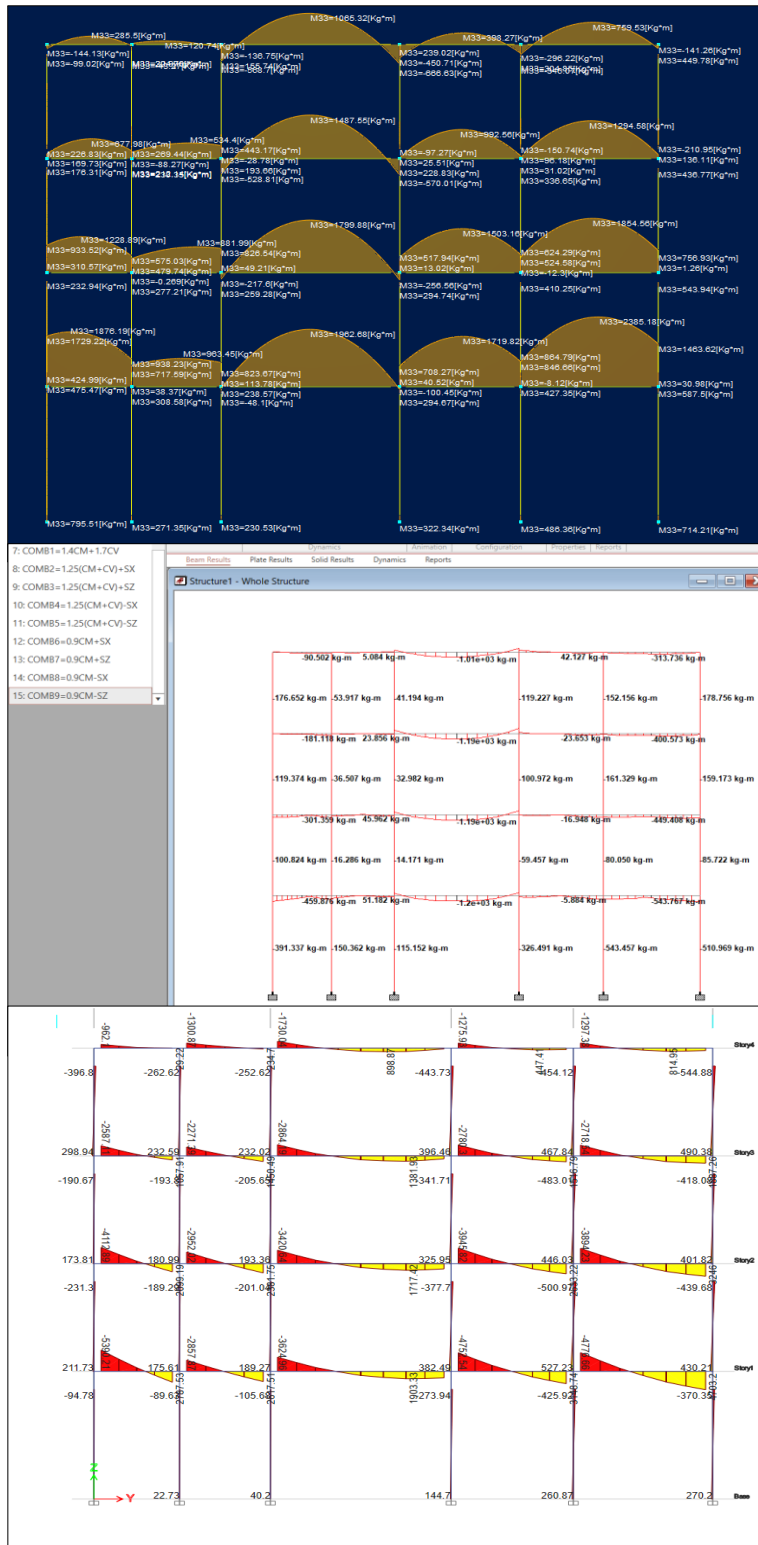 M33=285.5[Kg*m]
M33=120.74[Kg*m]
M33=1065.32[Kg*m]
M33=398.27[Kg*m]
M33=759.53[Kg*m]
M33=-144.13[Kg*m]
M33=-99.02[Kg*m]
M33=-136.75[Kg*m]
M33=155.74[Kg*m]
M33=239.02[Kg*m]
M33=-450.71[Kg*m]
M33=-666.63[Kg*m]
M33=-296.22[Kg*m]
M33=-141.26[Kg*m]
M33=449.78[Kg*m]
M33=877.98[Kg*m]
M33=534.4[Kg*m]
M33=1487.55[Kg*m]
M33=992.56[Kg*m]
M33=1294.58[Kg*m]
M33=226.83[Kg*m]
M33=169.73[Kg*m]
M33=176.31[Kg*m]
M33=269.44[Kg*m]
M33=-88.27[Kg*m]
M33=443.17[Kg*m]
M33=-28.78[Kg*m]
M33=193.66[Kg*m]
M33=-528.81[Kg*m]
M33=-97.27[Kg*m]
M33=25.51[Kg*m]
M33=228.83[Kg*m]
M33=-570.01[Kg*m]
M33=-150.74[Kg*m]
M33=96.18[Kg*m]
M33=31.02[Kg*m]
M33=336.65[Kg*m]
M33=-210.95[Kg*m]
M33=136.11[Kg*m]
M33=436.77[Kg*m]
M33=1228.89[Kg*m]
M33=881.99[Kg*m]
M33=1799.88[Kg*m]
M33=1503.16[Kg*m]
M33=1854.56[Kg*m]
M33=933.52[Kg*m]
M33=310.57[Kg*m]
M33=232.94[Kg*m]
M33=575.03[Kg*m]
M33=479.74[Kg*m]
M33=-0.269[Kg*m]
M33=277.21[Kg*m]
M33=826.54[Kg*m]
M33=49.21[Kg*m]
M33=-217.6[Kg*m]
M33=259.28[Kg*m]
M33=517.94[Kg*m]
M33=13.02[Kg*m]
M33=-256.56[Kg*m]
M33=294.74[Kg*m]
M33=624.29[Kg*m]
M33=524.58[Kg*m]
M33=-12.3[Kg*m]
M33=410.25[Kg*m]
M33=756.93[Kg*m]
M33=1.26[Kg*m]
M33=543.94[Kg*m]
M33=1876.19[Kg*m]
M33=963.45[Kg*m]
M33=1962.68[Kg*m]
M33=1719.82[Kg*m]
M33=2385.18[Kg*m]
M33=1729.22[Kg*m]
M33=424.99[Kg*m]
M33=475.47[Kg*m]
M33=938.23[Kg*m]
M33=717.59[Kg*m]
M33=38.37[Kg*m]
M33=308.58[Kg*m]
M33=823.67[Kg*m]
M33=113.78[Kg*m]
M33=238.57[Kg*m]
M33=-48.1[Kg*m]
M33=708.27[Kg*m]
M33=40.52[Kg*m]
M33=-100.45[Kg*m]
M33=294.67[Kg*m]
M33=864.79[Kg*m]
M33=846.66[Kg*m]
M33=-8.12[Kg*m]
M33=427.35[Kg*m]
M33=1463.62[Kg*m]
M33=30.98[Kg*m]
M33=587.5[Kg*m]
M33=795.51[Kg*m]
M33=271.35[Kg*m]
M33=230.53[Kg*m]
M33=322.34[Kg*m]
M33=486.36[Kg*m]
M33=714.21[Kg*m]
7: COMB1=1.4CM+1.7CV
8: COMB2=1.25(CM+CV)+SX
9: COMB3=1.25(CM+CV)+SZ
10: COMB4=1.25(CM+CV)-SX
11: COMB5=1.25(CM+CV)-SZ
12: COMB6=0.9CM+SX
13: COMB7=0.9CM+SZ
14: COMB8=0.9CM-SX
15: COMB9=0.9CM-SZ
Dynamics Animation Configuration Properties Reports
Beam Results Plate Results Solid Results Dynamics Reports
Structure1 - Whole Structure
-90.502 kg-m 5.084 kg-m -1.01e+03 kg-m 42.127 kg-m -313.736 kg-m
-176.652 kg-m -53.917 kg-m -41.194 kg-m -119.227 kg-m -152.156 kg-m -178.756 kg-m
-181.118 kg-m 23.856 kg-m -1.19e+03 kg-m -23.653 kg-m -400.573 kg-m
-119.374 kg-m -36.507 kg-m -32.982 kg-m -100.972 kg-m -161.329 kg-m -159.173 kg-m
-301.359 kg-m 45.962 kg-m -1.19e+03 kg-m -16.948 kg-m -449.408 kg-m
-100.824 kg-m -16.286 kg-m -14.171 kg-m -59.457 kg-m -80.050 kg-m -85.722 kg-m
-459.876 kg-m 51.182 kg-m -1.2e+03 kg-m -5.884 kg-m -543.767 kg-m
-391.337 kg-m -150.362 kg-m -115.152 kg-m -326.491 kg-m -543.457 kg-m -510.969 kg-m
898.87 814.95 Story4
-396.8 -262.62 -252.62 -443.73 -454.12 -544.88
298.94 232.59 232.02 396.46 467.84 490.38 Story3
1381.93
-190.67 -205.65 -341.71 -483.01 -418.08
173.81 180.99 193.36 325.95 446.03 401.82 Story2
1717.42
-231.3 -189.29 -201.04 -377.7 -500.97 -439.68
211.73 175.61 189.27 382.49 527.23 430.21 Story1
1903.33
-94.78 -105.68 -273.94 -425.92 -370.35
Z
Y
22.73 40.2 144.7 260.87 270.2 Base